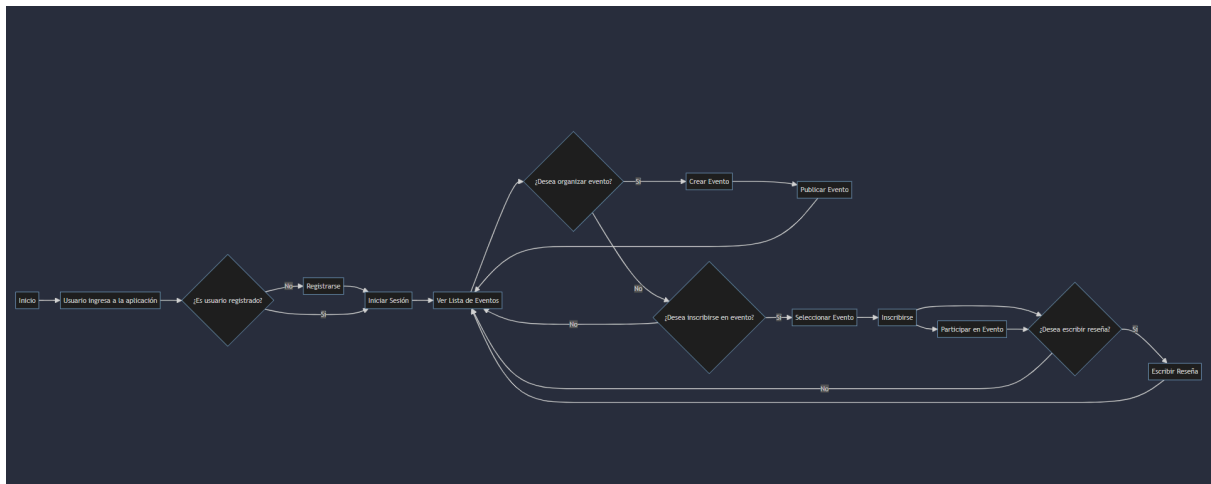 Inicio
Usuario ingresa a la aplicación
¿Es usuario registrado?
No
Registrarse
Sí
Iniciar Sesión
Ver Lista de Eventos
¿Desea organizar evento?
Sí
Crear Evento
Publicar Evento
No
¿Desea inscribirse en evento?
No
Sí
Seleccionar Evento
Inscribirse
Participar en Evento
¿Desea escribir reseña?
Sí
Escribir Reseña
No